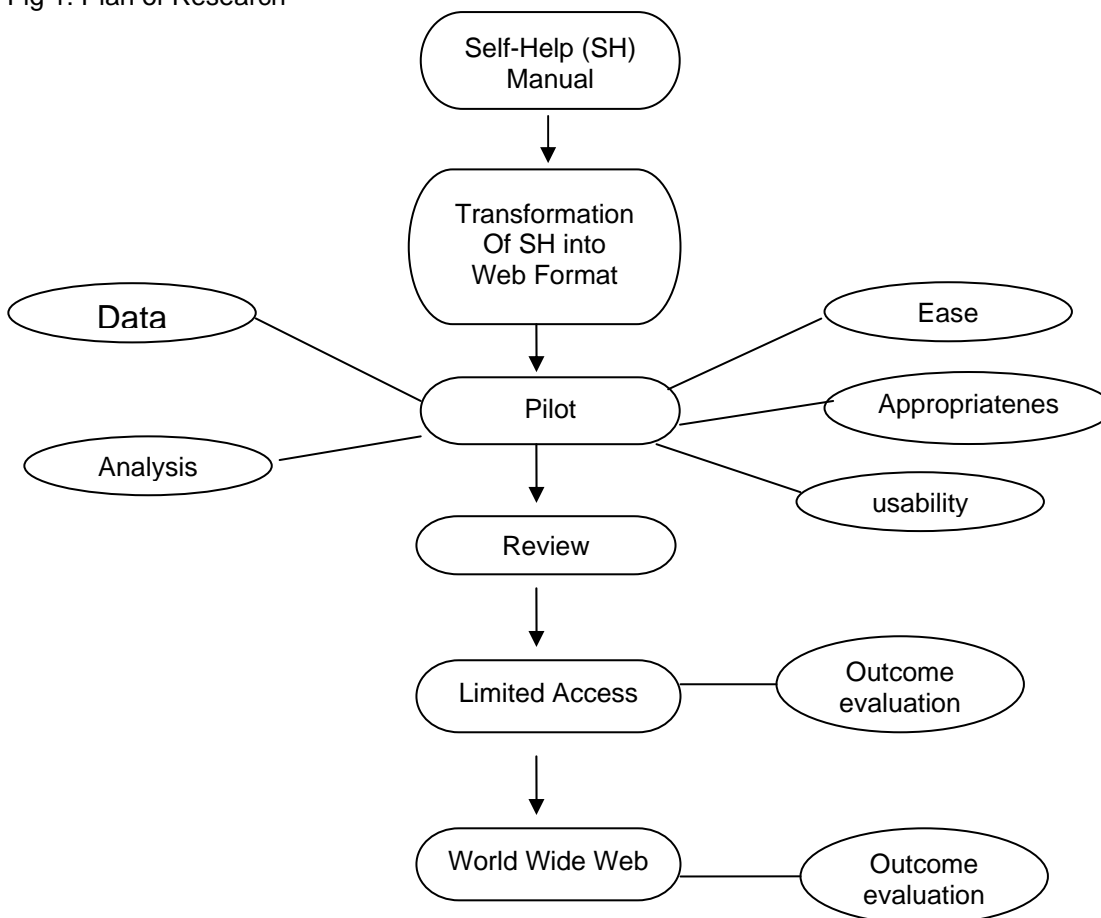 Fig 1. Plan of Research
Self-Help (SH)
Manual
Transformation
Of SH into
Web Format
Data
Ease
Pilot
Appropriatenes
Analysis
usability
Review
Limited Access
Outcome
evaluation
World Wide Web
Outcome
evaluation